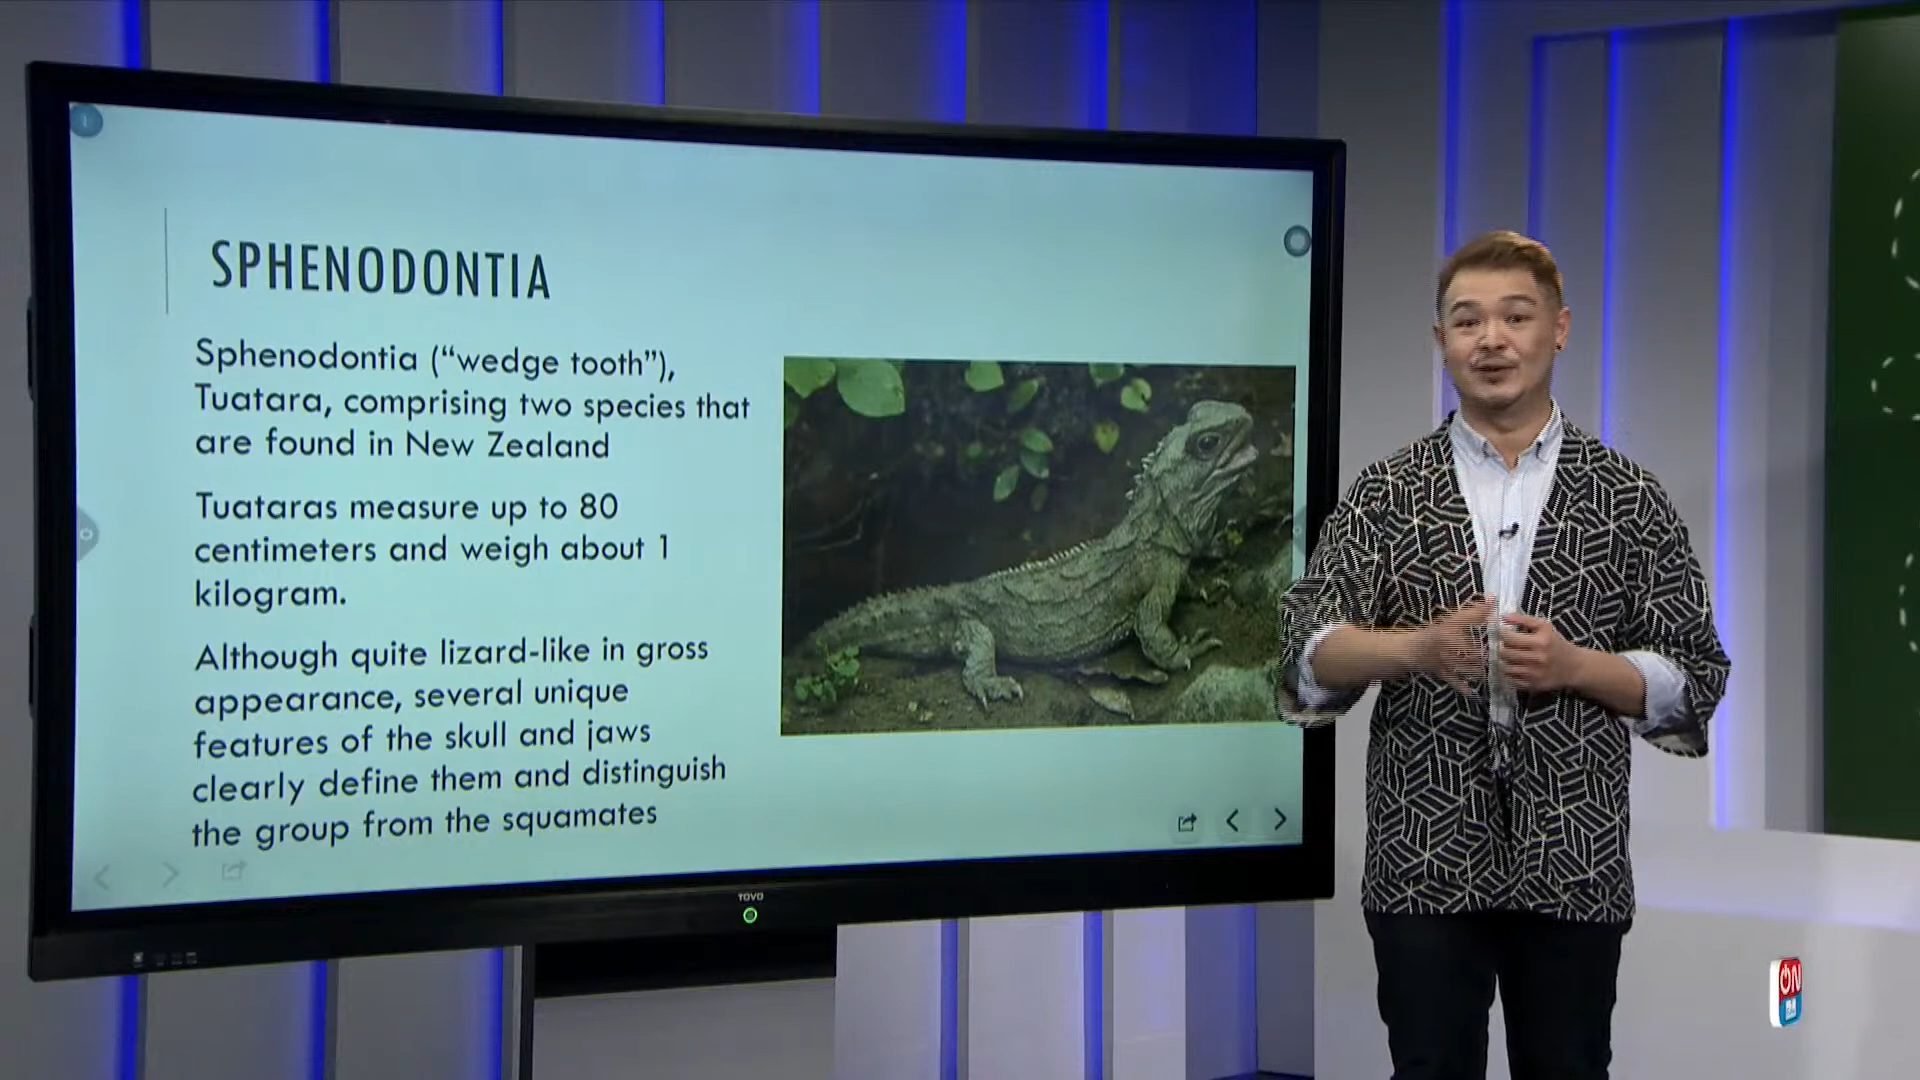 SPHENODONTIA
Sphenodontia (“wedge tooth”),
Tuatara, comprising two species that
are found in New Zealand
Tuataras measure up to 80
centimeters and weigh about 1
kilogram.
Although quite lizard-like in gross
appearance, several unique
features of the skull and jaws
clearly define them and distinguish
the group from the squamates
TOVO
ON